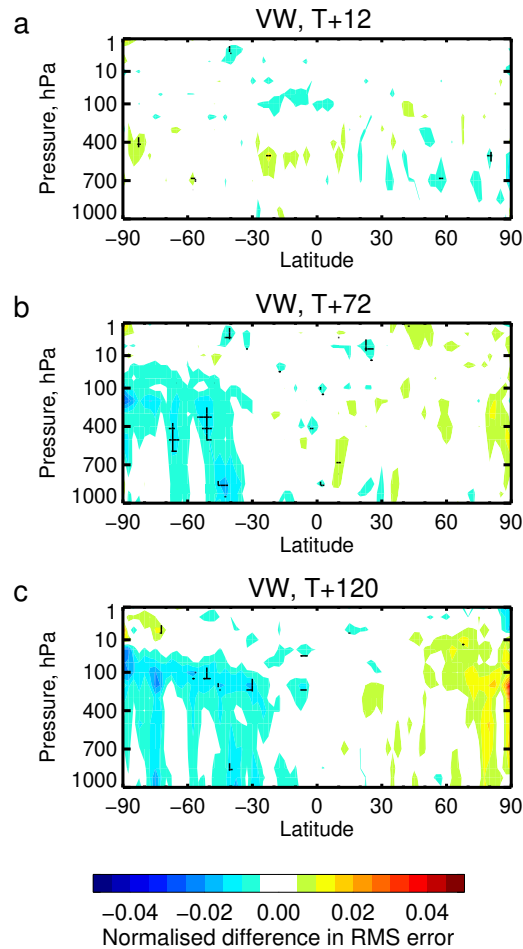 a
VW, T+12
Pressure, hPa
1
10
100
400
700
1000
−90 −60 −30 0 30 60 90
Latitude
b
VW, T+72
Pressure, hPa
1
10
100
400
700
1000
−90 −60 −30 0 30 60 90
Latitude
c
VW, T+120
Pressure, hPa
1
10
100
400
700
1000
−90 −60 −30 0 30 60 90
Latitude
−0.04 −0.02 0.00 0.02 0.04
Normalised difference in RMS error